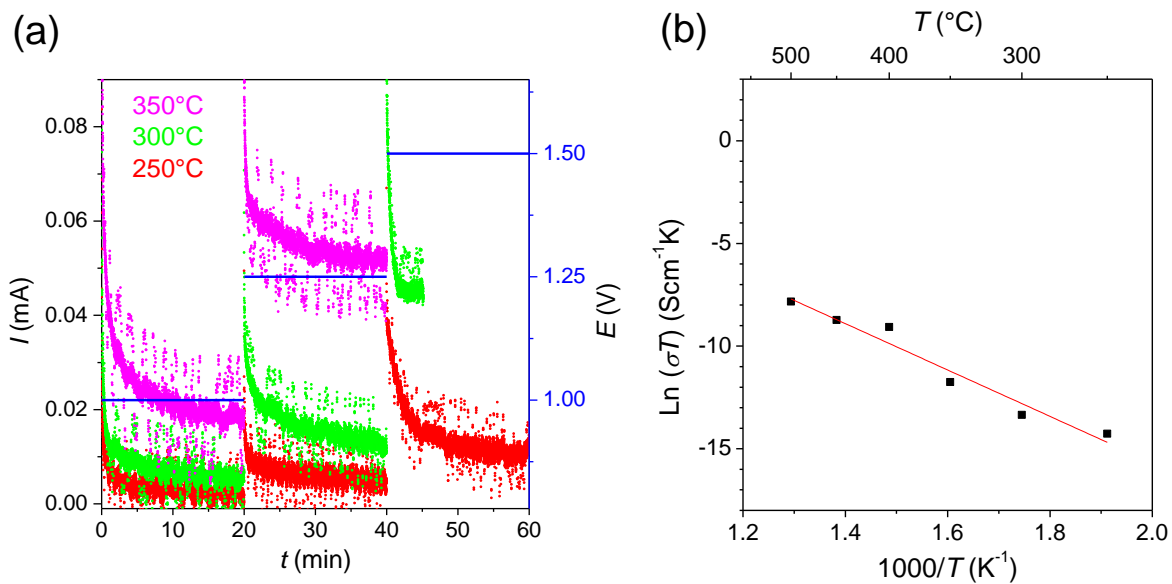 (a)
350°C
300°C
250°C
0.08
0.06
0.04
0.02
0.00
I (mA)
0 10 20 30 40 50 60
t (min)
1.50
1.25
1.00
E (V)
(b)
T (°C)
500 400 300
0
-5
-10
-15
Ln (σT) (Scm⁻¹K)
1.2 1.4 1.6 1.8 2.0
1000/T (K⁻¹)